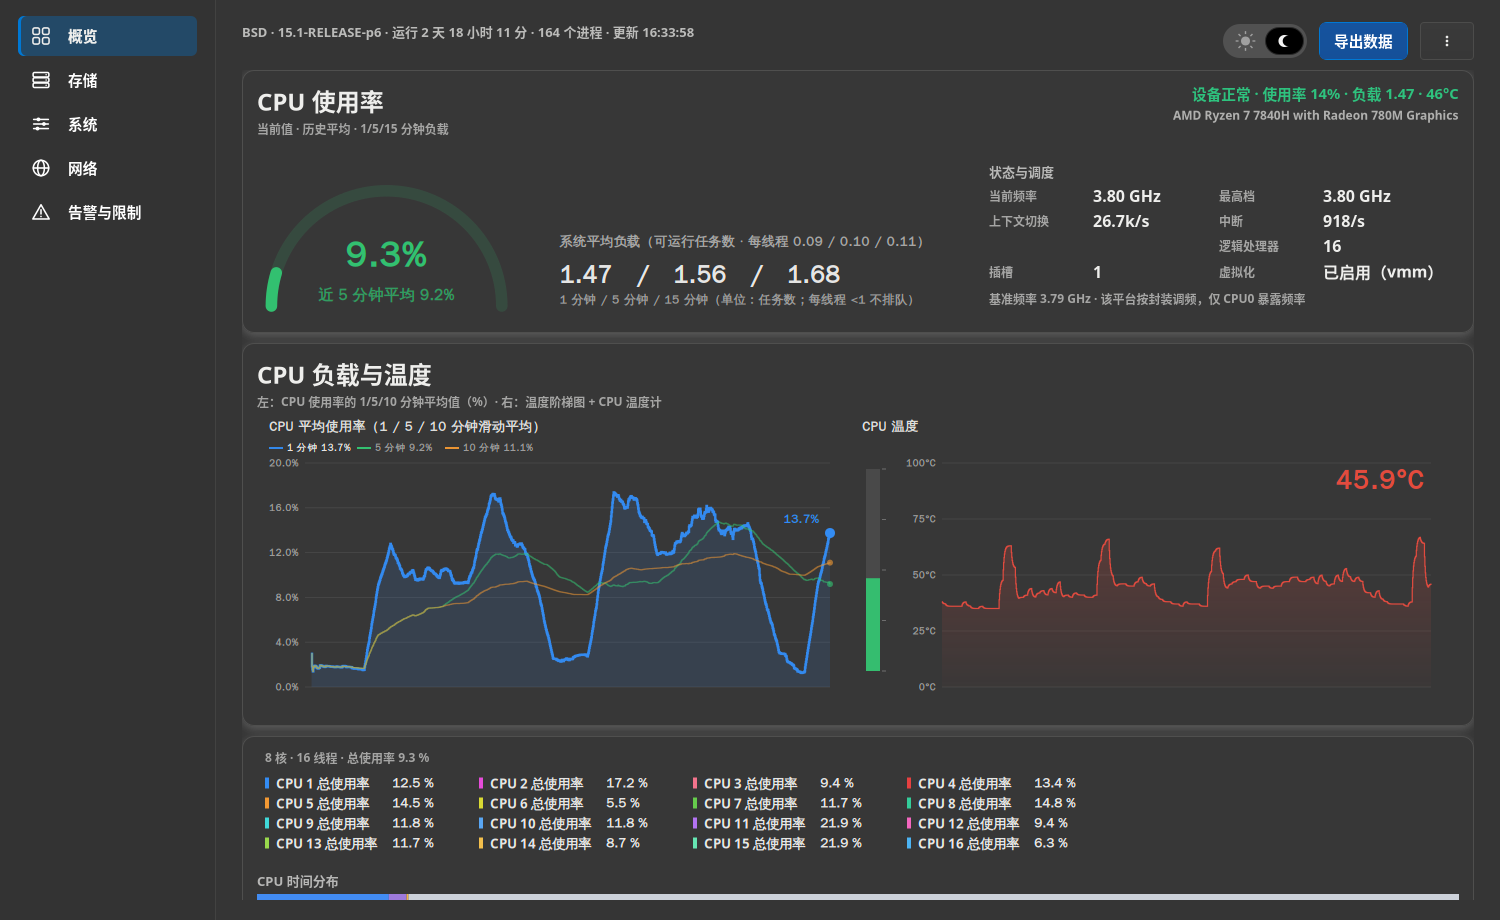 概览
存储
系统
网络
告警与限制
BSD · 15.1-RELEASE-p6 · 运行 2 天 18 小时 11 分 · 164 个进程 · 更新 16:33:58
导出数据
CPU 使用率
当前值 · 历史平均 · 1/5/15 分钟负载
设备正常 · 使用率 14% · 负载 1.47 · 46°C
AMD Ryzen 7 7840H with Radeon 780M Graphics
9.3%
近 5 分钟平均 9.2%
系统平均负载（可运行任务数 · 每线程 0.09 / 0.10 / 0.11）
1.47 / 1.56 / 1.68
1 分钟 / 5 分钟 / 15 分钟（单位：任务数；每线程 <1 不排队）
状态与调度
当前频率 3.80 GHz 最高档 3.80 GHz
上下文切换 26.7k/s 中断 918/s
逻辑处理器 16
插槽 1 虚拟化 已启用（vmm）
基准频率 3.79 GHz · 该平台按封装调频，仅 CPU0 暴露频率
CPU 负载与温度
左：CPU 使用率的 1/5/10 分钟平均值（%）· 右：温度阶梯图 + CPU 温度计
CPU 平均使用率（1 / 5 / 10 分钟滑动平均）
1 分钟 13.7% 5 分钟 9.2% 10 分钟 11.1%
20.0%
16.0%
12.0%
8.0%
4.0%
0.0%
13.7%
CPU 温度
100°C
75°C
50°C
25°C
0°C
45.9°C
8 核 · 16 线程 · 总使用率 9.3 %
CPU 1 总使用率 12.5 % CPU 2 总使用率 17.2 % CPU 3 总使用率 9.4 % CPU 4 总使用率 13.4 %
CPU 5 总使用率 14.5 % CPU 6 总使用率 5.5 % CPU 7 总使用率 11.7 % CPU 8 总使用率 14.8 %
CPU 9 总使用率 11.8 % CPU 10 总使用率 11.8 % CPU 11 总使用率 21.9 % CPU 12 总使用率 9.4 %
CPU 13 总使用率 11.7 % CPU 14 总使用率 8.7 % CPU 15 总使用率 21.9 % CPU 16 总使用率 6.3 %
CPU 时间分布